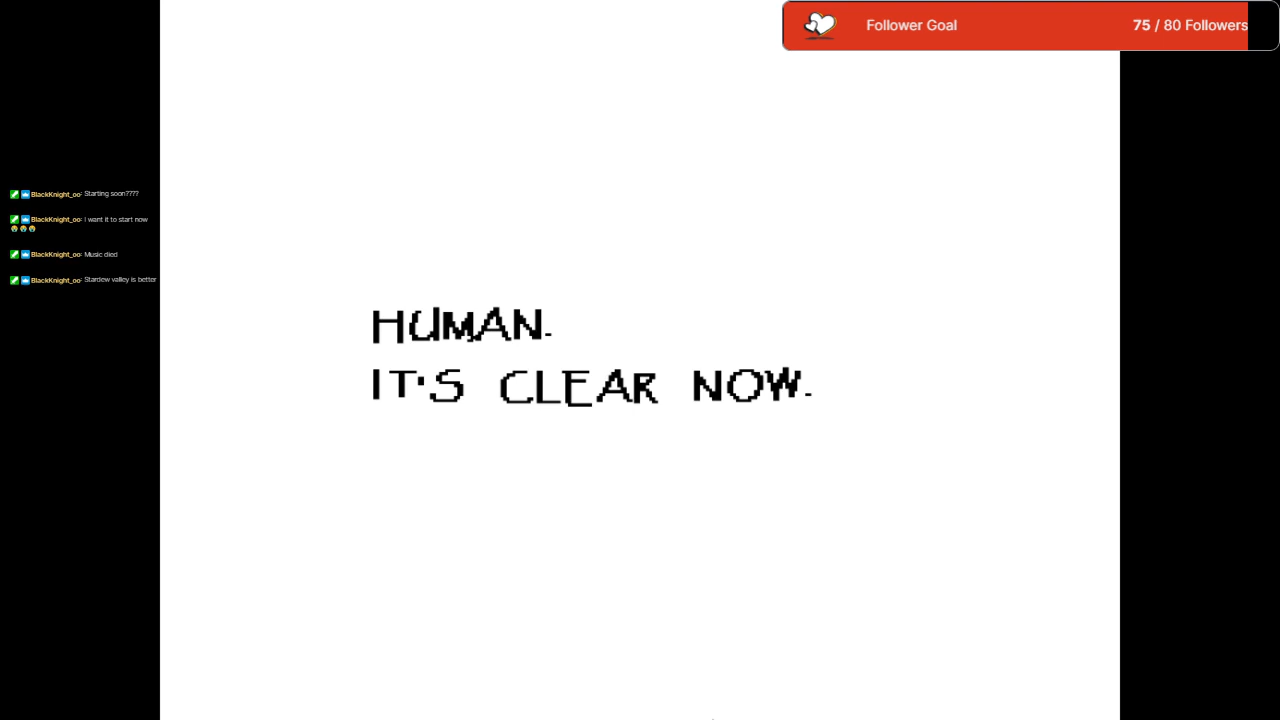 Follower Goal 75 / 80 Followers
BlackKnight_oo: Starting soon????
BlackKnight_oo: I want it to start now
😭 😭 😭
BlackKnight_oo: Music died
BlackKnight_oo: Stardew valley is better
HUMAN.
IT'S CLEAR NOW.